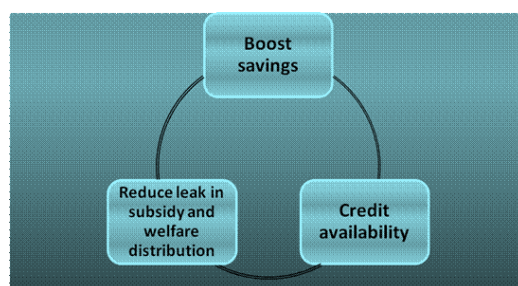 Boost
savings
Reduce leak in
subsidy and
welfare
distribution
Credit
availability